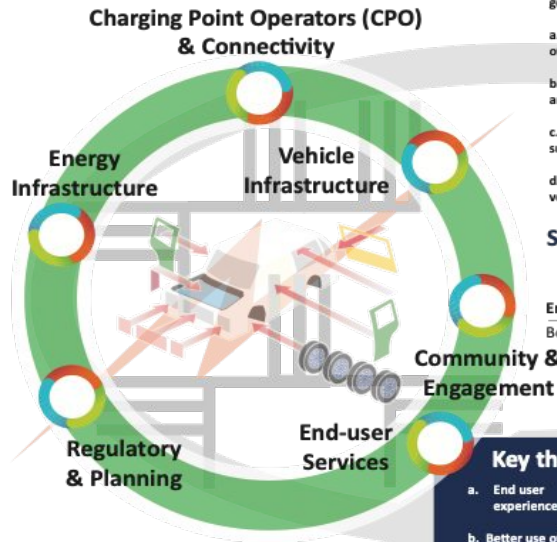 Charging Point Operators (CPO)
& Connectivity
Energy
Infrastructure
Vehicle
Infrastructure
Community &
Engagement
End-user
Services
Regulatory
& Planning
a.
b
c.
d
S
Key th
a. End user
experience
b. Better use o